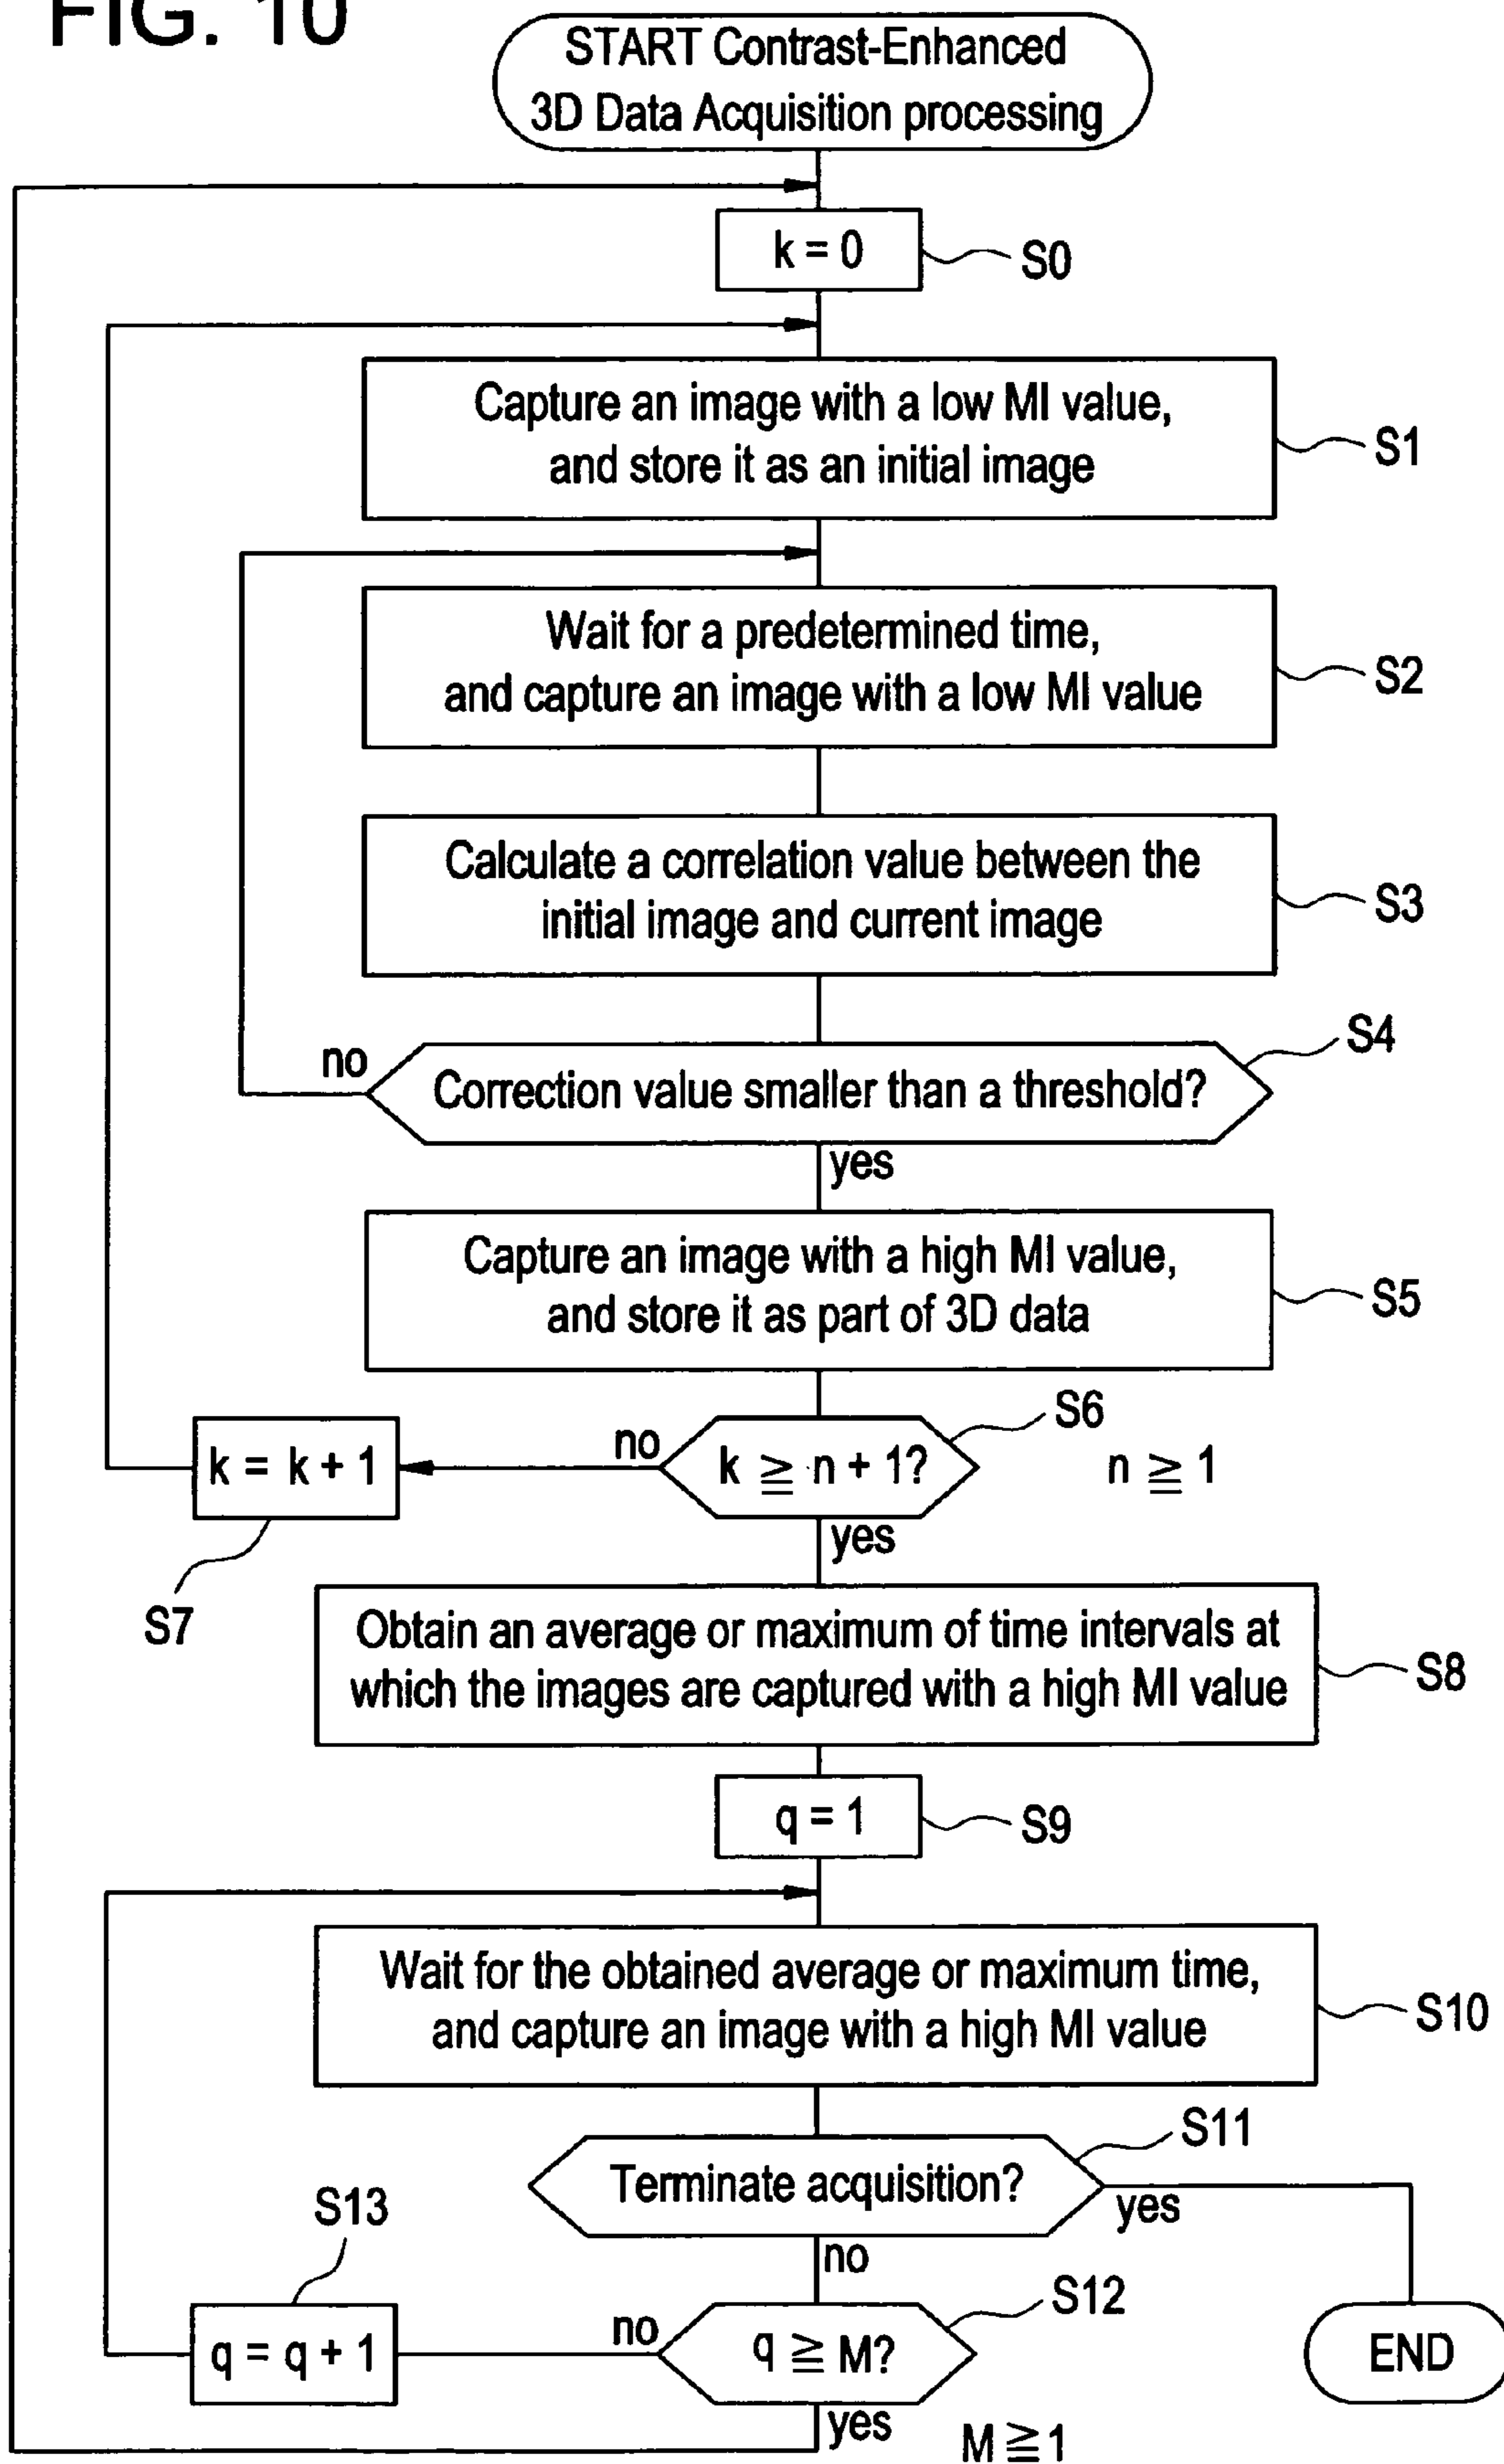 FIG. 10
START Contrast-Enhanced
3D Data Acquisition processing
k = 0
S0
Capture an image with a low MI value,
and store it as an initial image
S1
Wait for a predetermined time,
and capture an image with a low MI value
S2
Calculate a correlation value between the
initial image and current image
S3
S4
no
Correction value smaller than a threshold?
yes
Capture an image with a high MI value,
and store it as part of 3D data
S5
S6
k = k + 1
no
k ≧ n + 1?
n ≧ 1
yes
S7
Obtain an average or maximum of time intervals at
which the images are captured with a high MI value
S8
q = 1
S9
Wait for the obtained average or maximum time,
and capture an image with a high MI value
S10
S11
Terminate acquisition?
yes
S13
no
S12
q = q + 1
no
q ≧ M?
END
yes
M ≧ 1